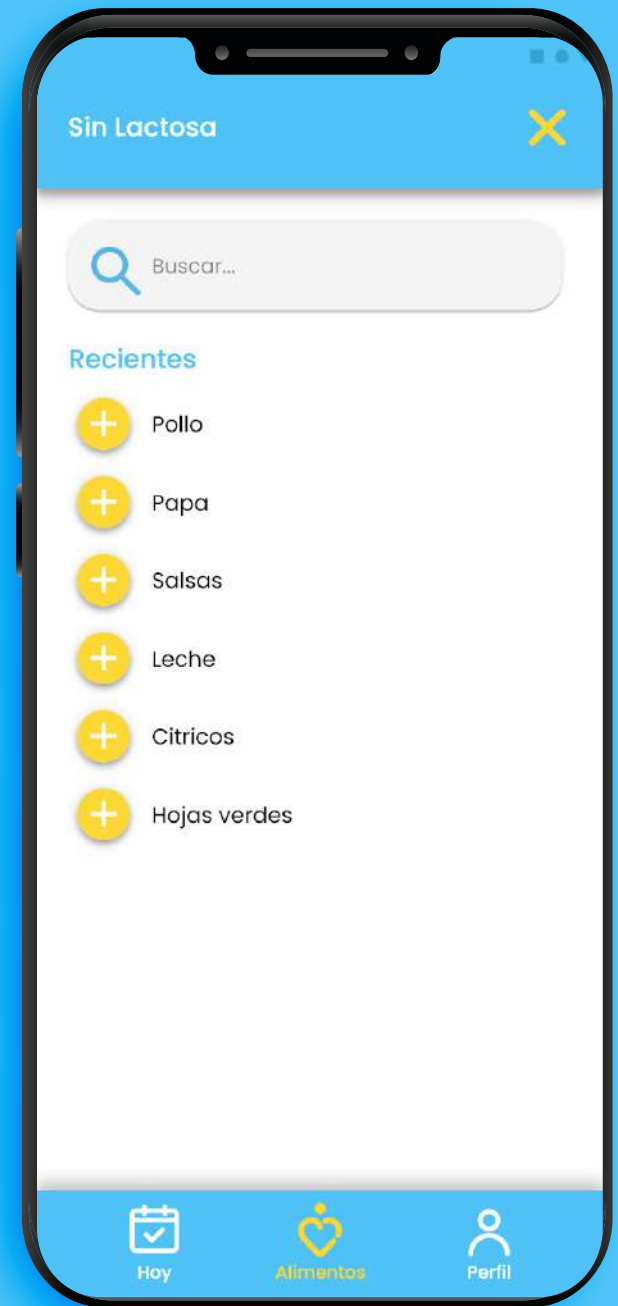 Sin Lactosa
Buscar...
Recientes
Pollo
Papa
Salsas
Leche
Citricos
Hojas verdes
Hoy
Alimentos
Perfil